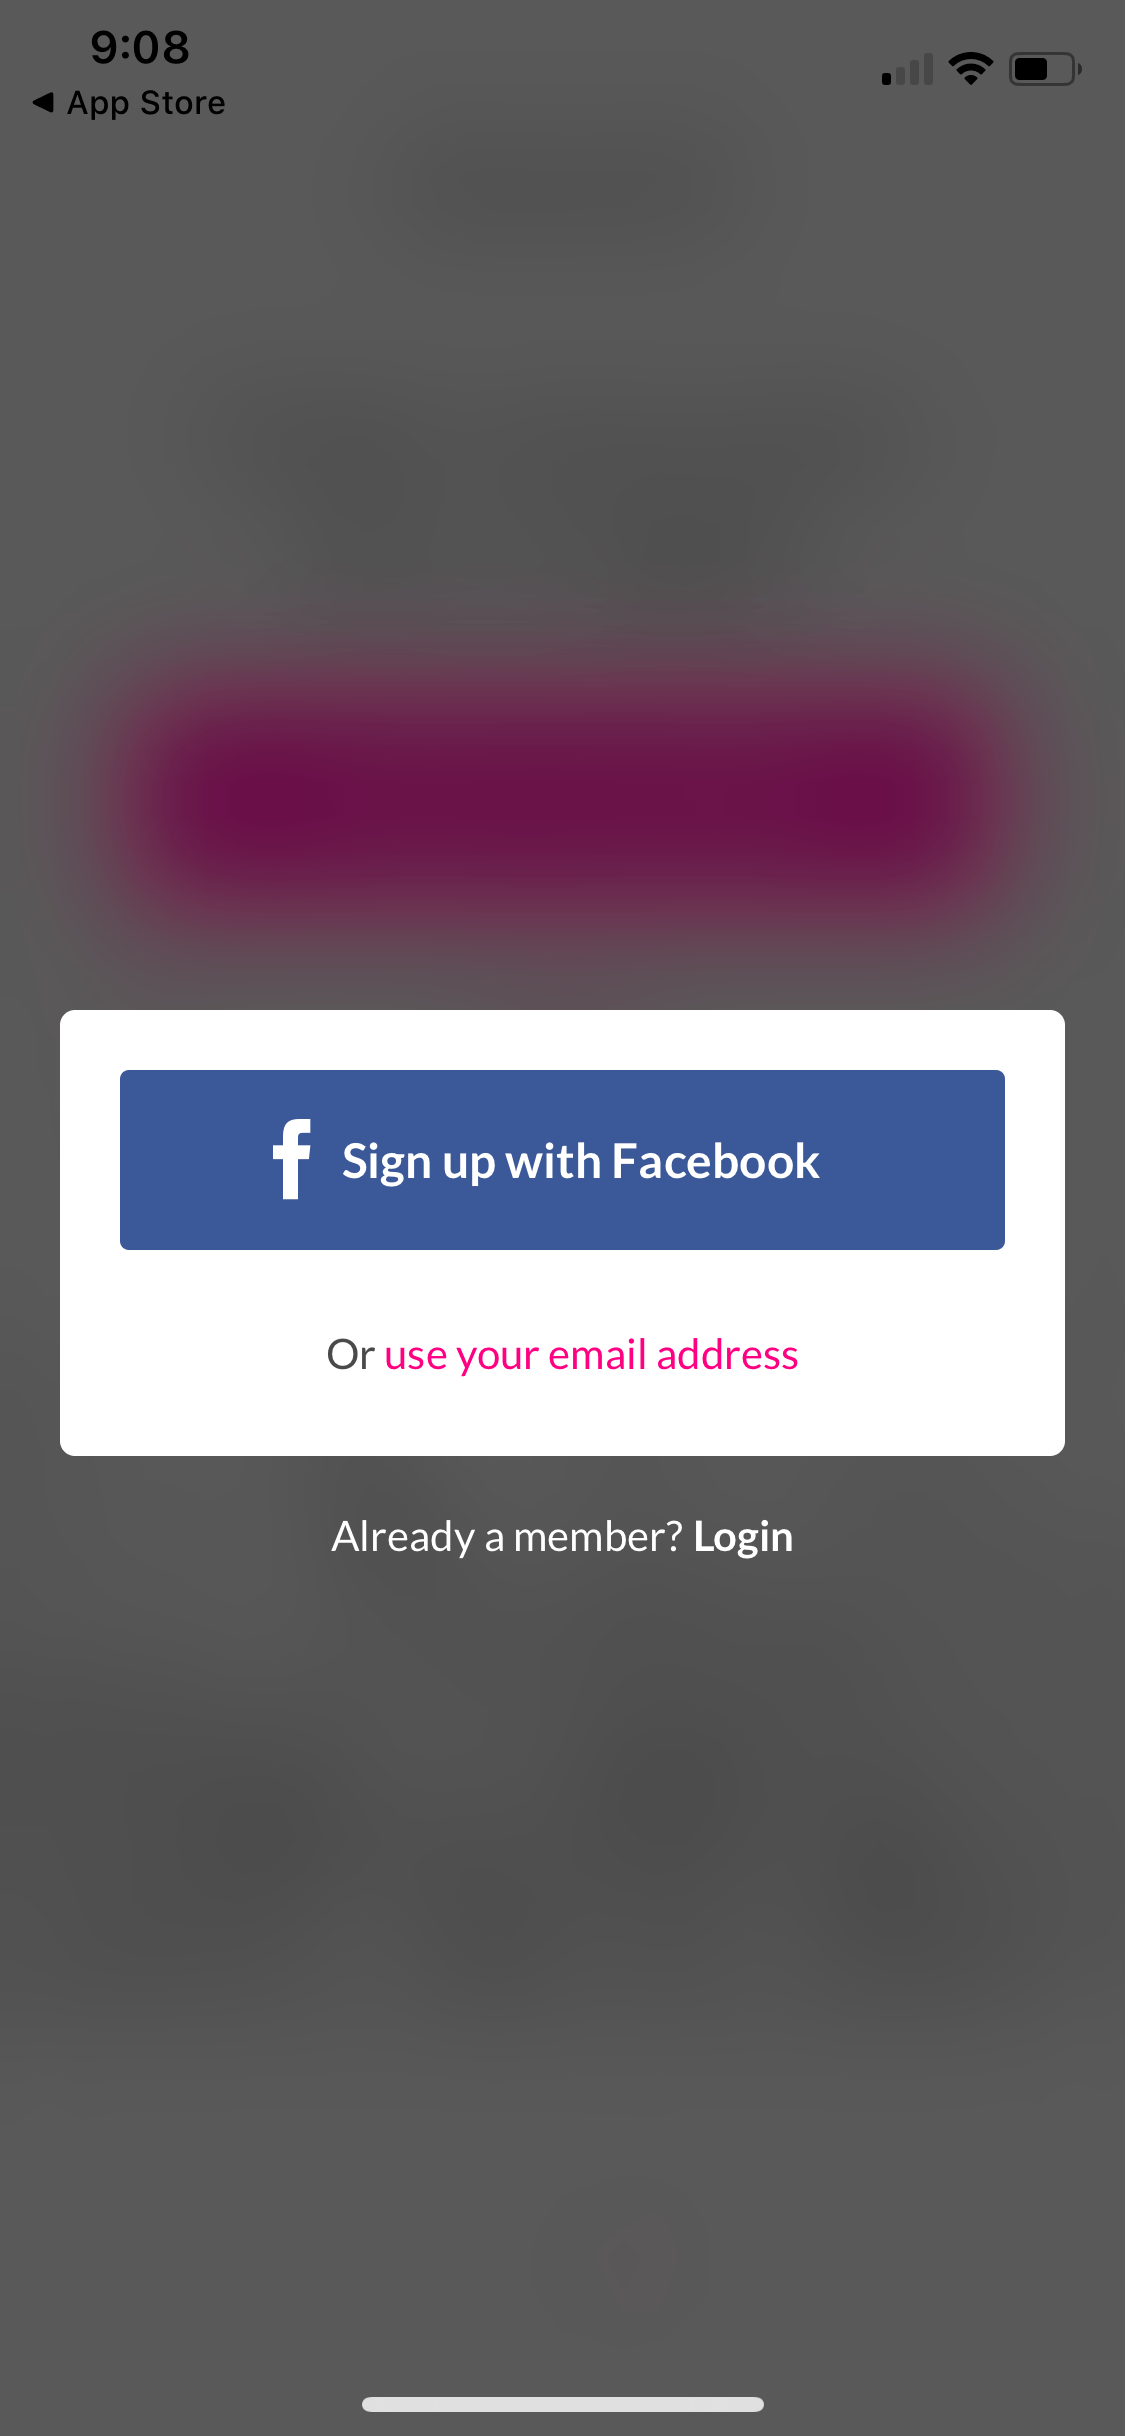 9:08
App Store
Sign up with Facebook
Or use your email address
Already a member? Login